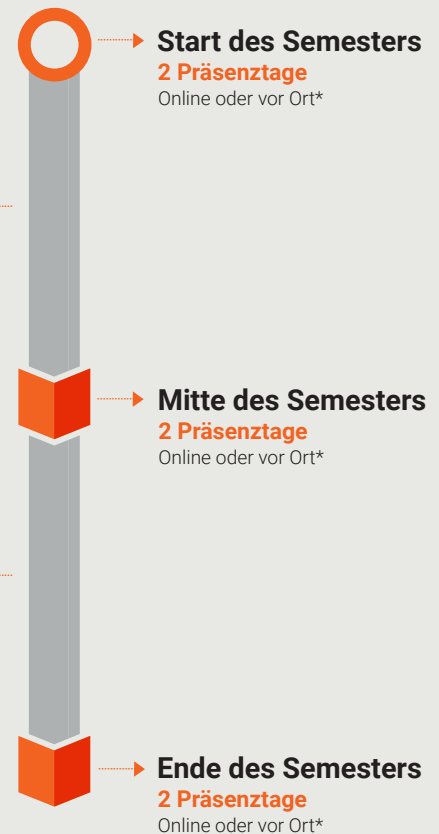 Start des Semesters
2 Präsenztage
Online oder vor Ort*
Mitte des Semesters
2 Präsenztage
Online oder vor Ort*
Ende des Semesters
2 Präsenztage
Online oder vor Ort*